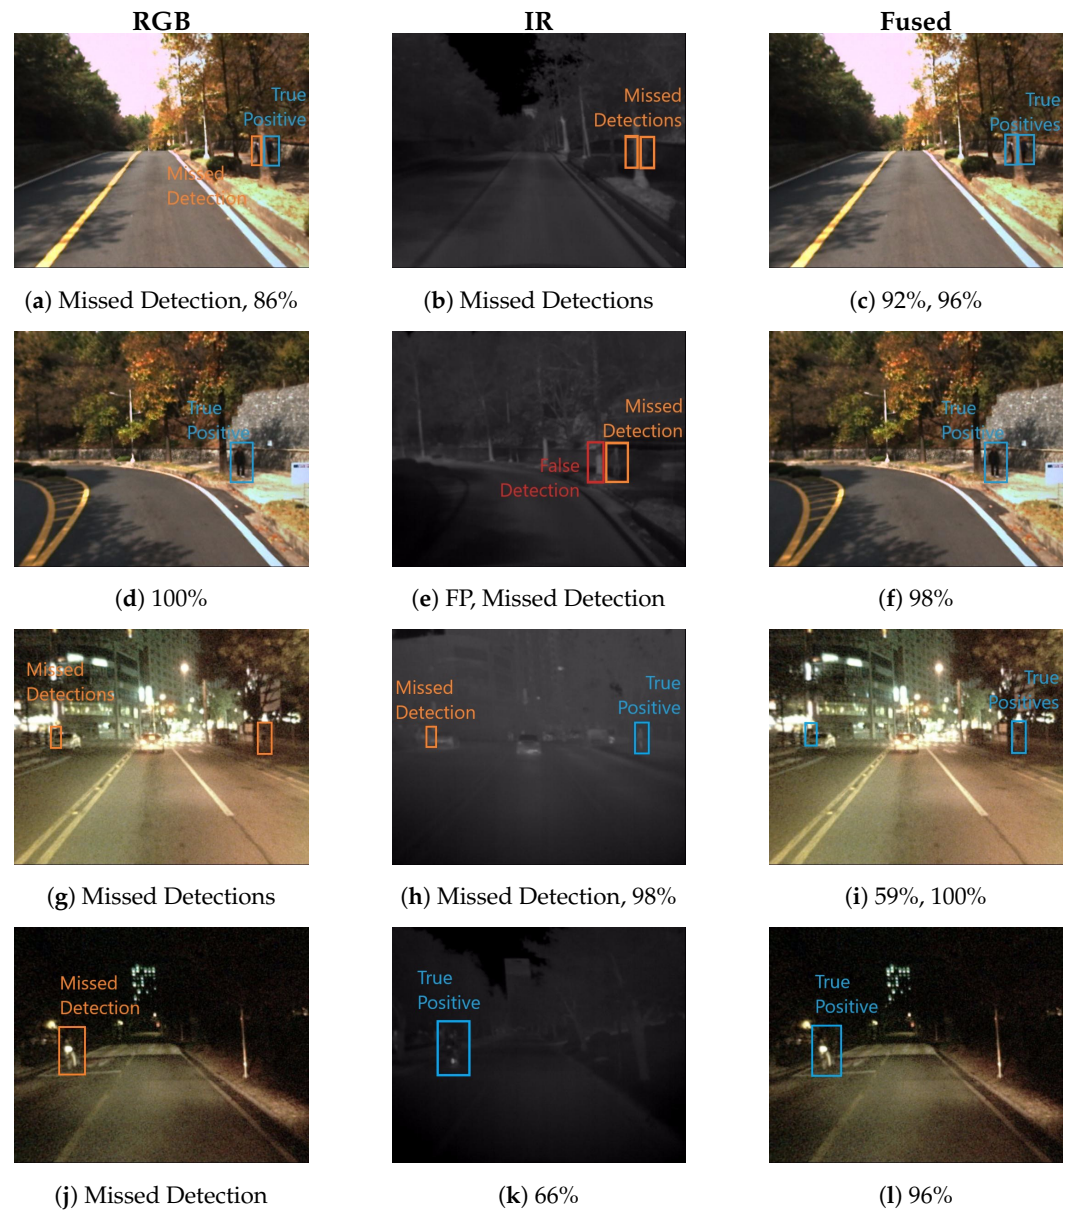 RGB IR Fused
True
Positive
Missed
Detection
Missed
Detections
True
Positives
(a) Missed Detection, 86% (b) Missed Detections (c) 92%, 96%
True
Positive
Missed
Detection
False
Detection
True
Positive
(d) 100% (e) FP, Missed Detection (f) 98%
Missed
Detections
Missed
Detection
True
Positive
True
Positives
(g) Missed Detections (h) Missed Detection, 98% (i) 59%, 100%
Missed
Detection
True
Positive
True
Positive
(j) Missed Detection (k) 66% (l) 96%